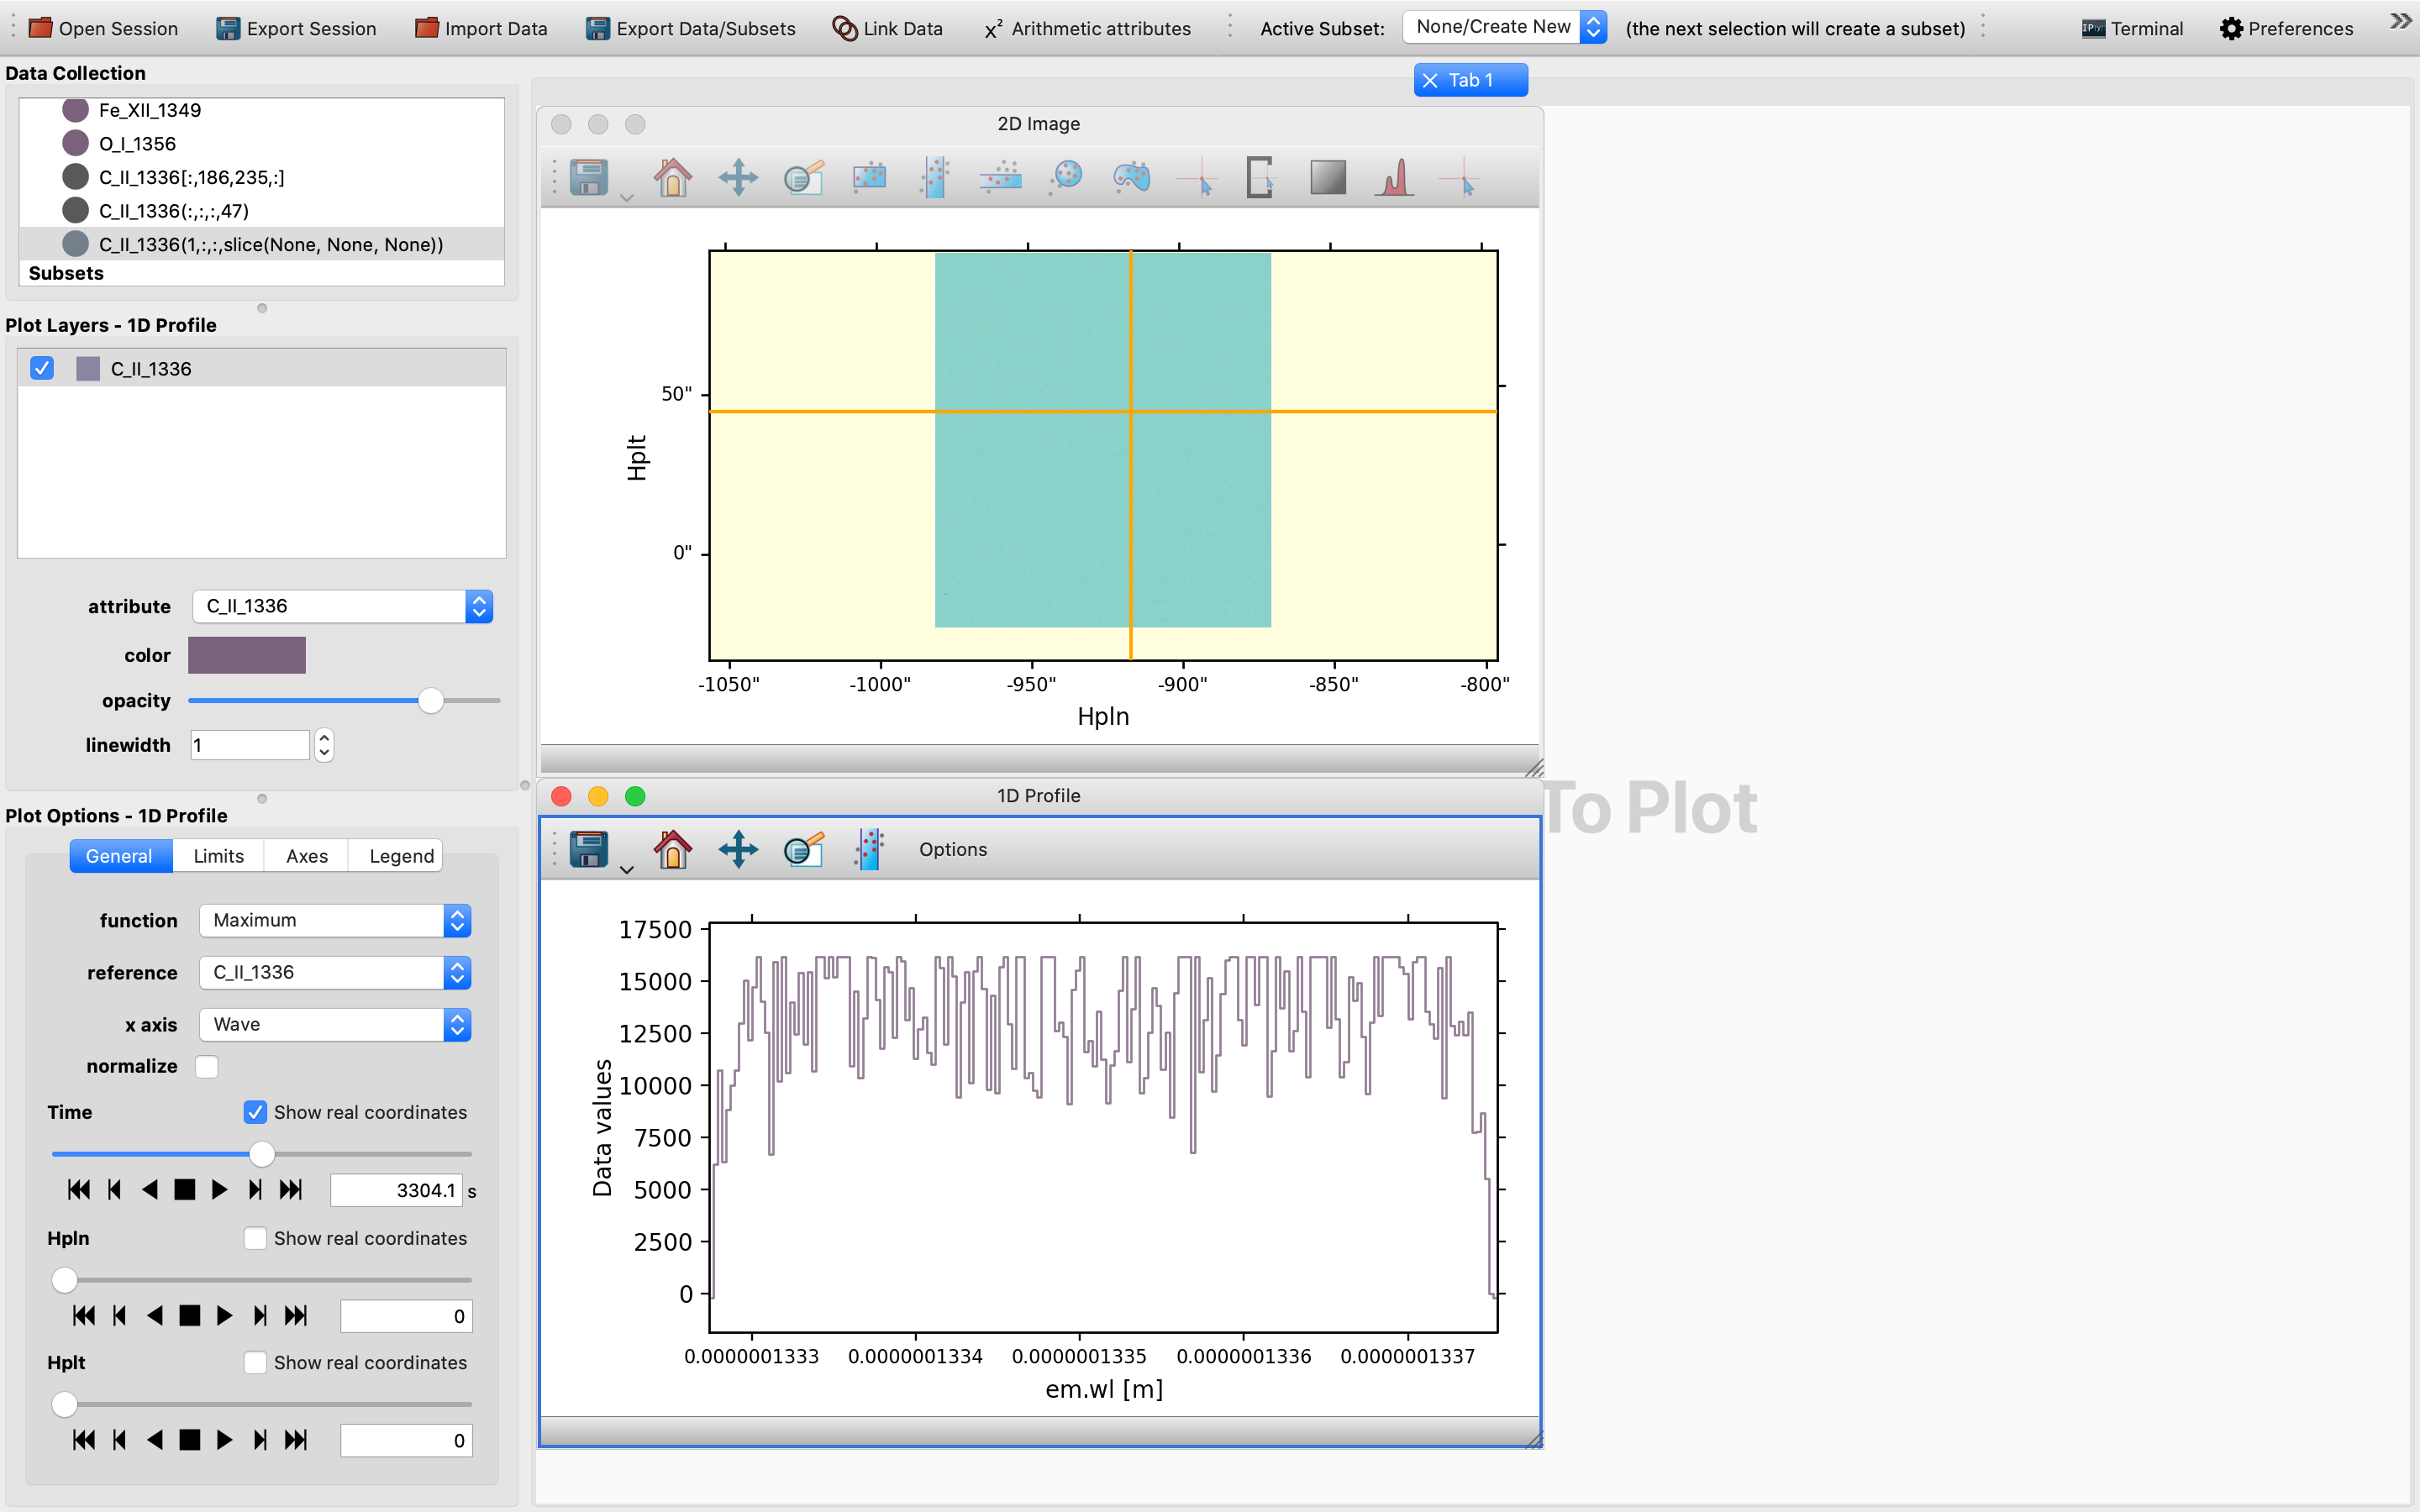 Open Session Export Session Import Data Export Data/Subsets Link Data x² Arithmetic attributes Active Subset: None/Create New (the next selection will create a subset) IP[y]: Terminal Preferences
Data Collection
Fe_XII_1349
O_I_1356
C_II_1336[:,186,235,:]
C_II_1336(:,:,:,47)
C_II_1336(1,:,:,slice(None, None, None))
Subsets
Plot Layers - 1D Profile
C_II_1336
attribute C_II_1336
color
opacity
linewidth 1
Plot Options - 1D Profile
General Limits Axes Legend
function Maximum
reference C_II_1336
x axis Wave
normalize
Time Show real coordinates
3304.1 s
Hpln Show real coordinates
0
Hplt Show real coordinates
0
Tab 1
2D Image
50"
0"
Hplt
-1050" -1000" -950" -900" -850" -800"
Hpln
1D Profile
Options
17500
15000
12500
10000
7500
5000
2500
0
Data values
0.0000001333 0.0000001334 0.0000001335 0.0000001336 0.0000001337
em.wl [m]
To Plot